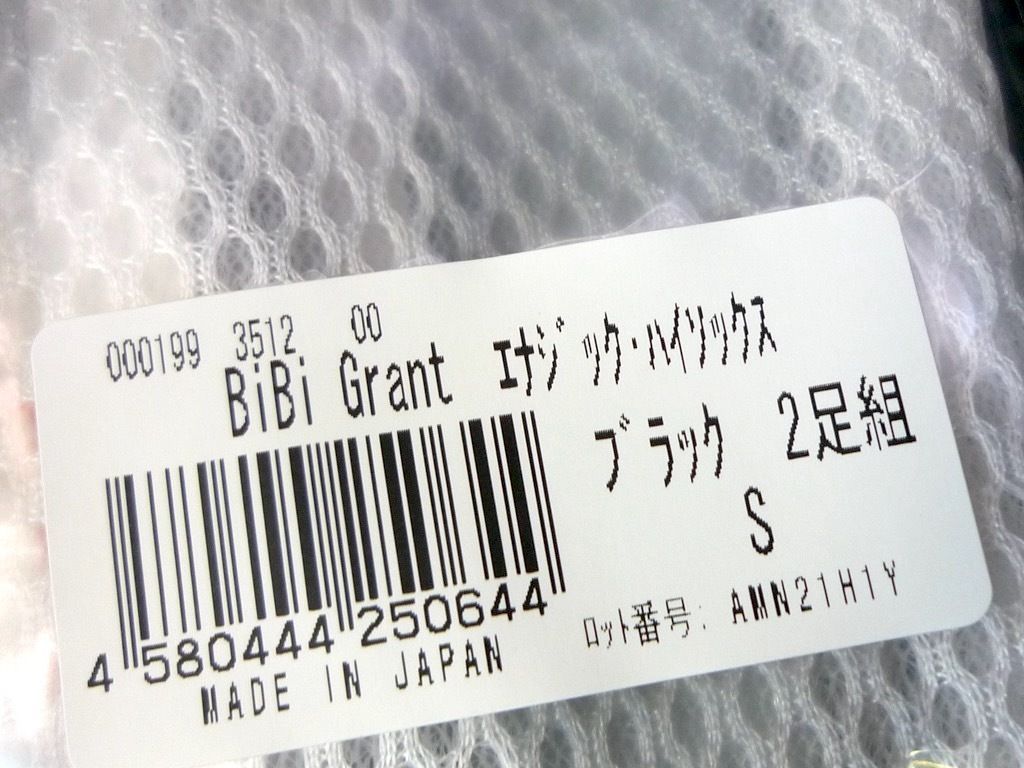 000199 3512 00
BiBi Grant ｴﾅｼﾞｯｸ･ﾊｲｿｯｸｽ
ﾌﾞﾗｯｸ 2足組
S
4 580444 250644
ﾛｯﾄ番号: AMN21H1Y
MADE IN JAPAN